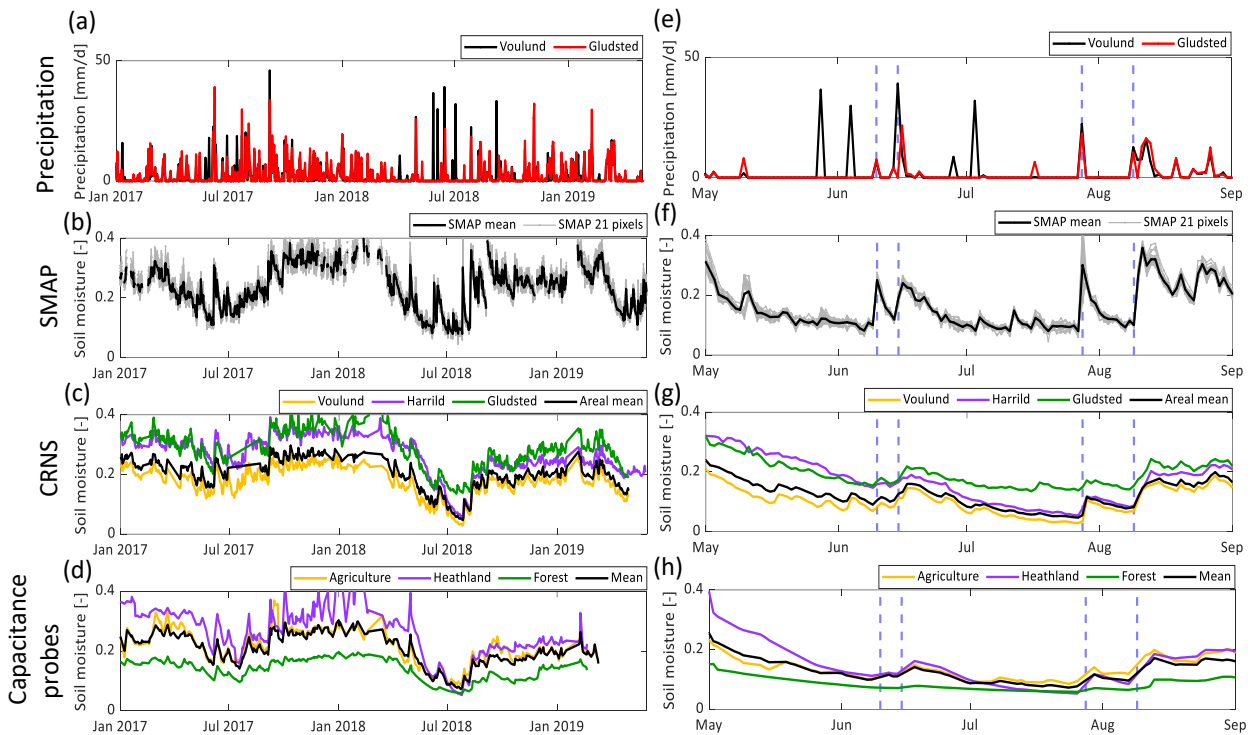 (a)
Voulund Gludsted
Precipitation
Precipitation [mm/d]
50
0
Jan 2017 Jul 2017 Jan 2018 Jul 2018 Jan 2019
(e)
Voulund Gludsted
Precipitation [mm/d]
50
0
May Jun Jul Aug Sep
(b)
SMAP mean SMAP 21 pixels
SMAP
Soil moisture [-]
0.4
0.2
0
Jan 2017 Jul 2017 Jan 2018 Jul 2018 Jan 2019
(f)
SMAP mean SMAP 21 pixels
Soil moisture [-]
0.4
0.2
0
May Jun Jul Aug Sep
(c)
Voulund Harrild Gludsted Areal mean
CRNS
Soil moisture [-]
0.4
0.2
0
Jan 2017 Jul 2017 Jan 2018 Jul 2018 Jan 2019
(g)
Voulund Harrild Gludsted Areal mean
Soil moisture [-]
0.4
0.2
0
May Jun Jul Aug Sep
(d)
Agriculture Heathland Forest Mean
Capacitance
probes
Soil moisture [-]
0.4
0.2
0
Jan 2017 Jul 2017 Jan 2018 Jul 2018 Jan 2019
(h)
Agriculture Heathland Forest Mean
Soil moisture [-]
0.4
0.2
0
May Jun Jul Aug Sep